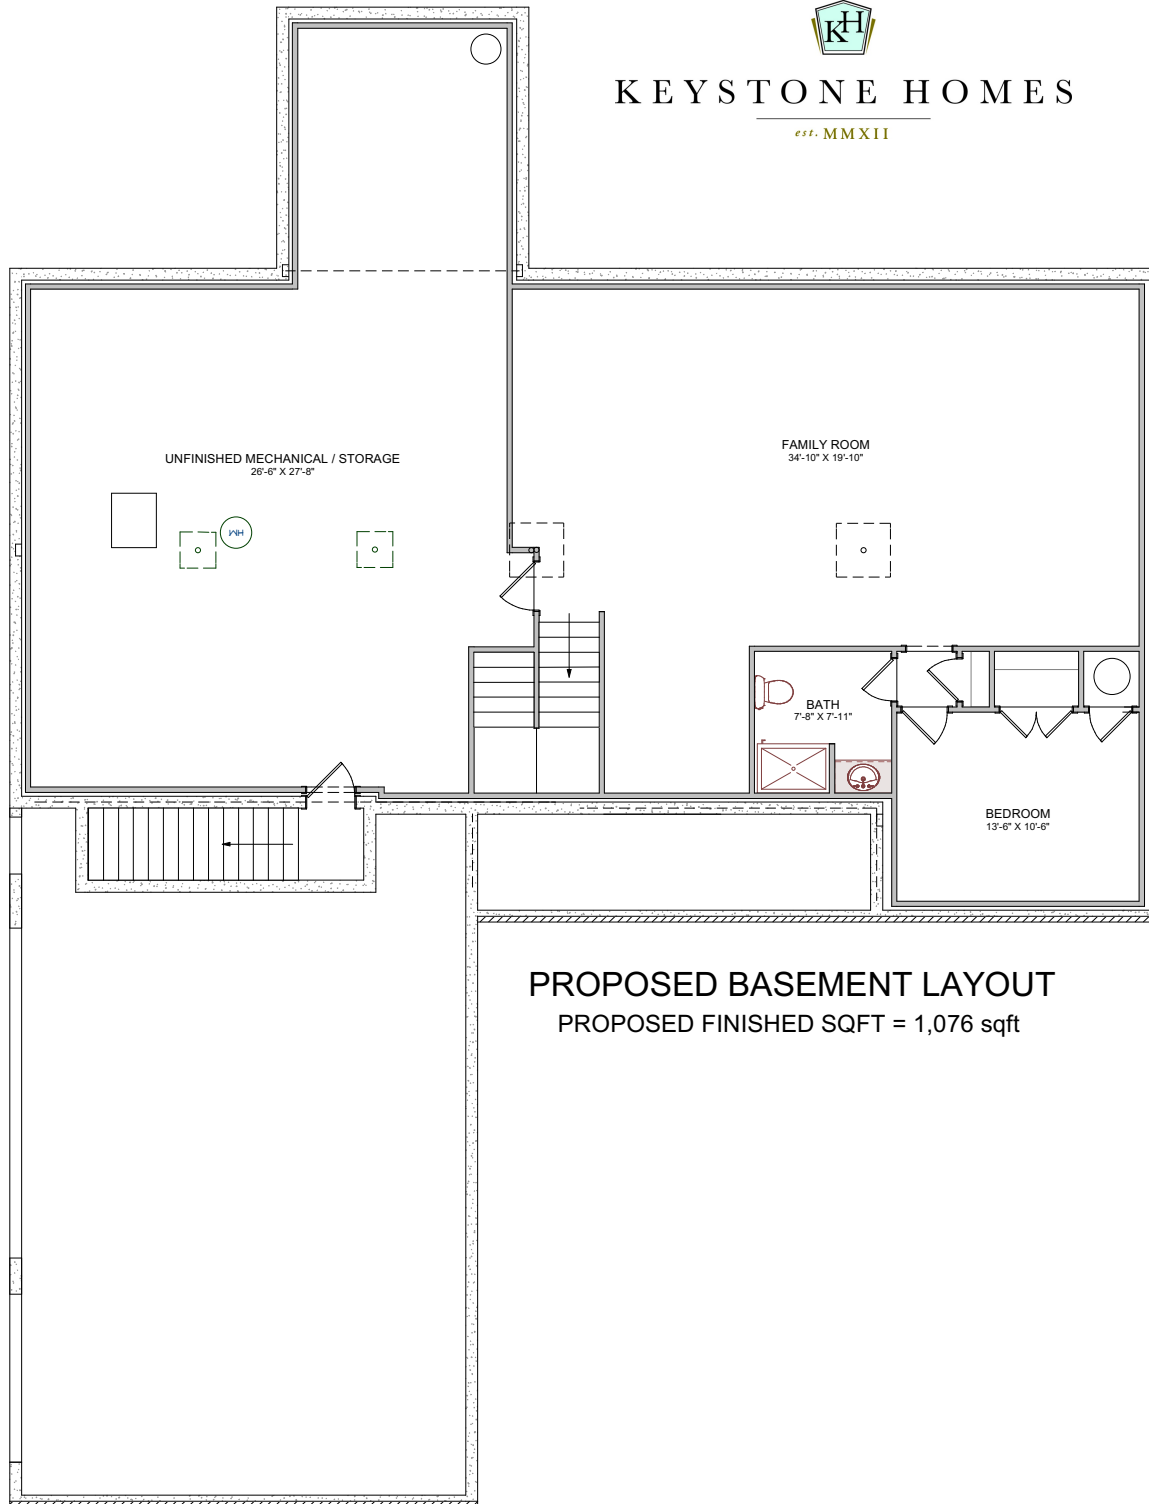 KH
KEYSTONE HOMES
est. MMXII
FAMILY ROOM
34'-10" X 19'-10"
UNFINISHED MECHANICAL / STORAGE
26'-6" X 27'-8"
WH
BATH
7'-8" X 7'-11"
BEDROOM
13'-6" X 10'-6"
PROPOSED BASEMENT LAYOUT
PROPOSED FINISHED SQFT = 1,076 sqft